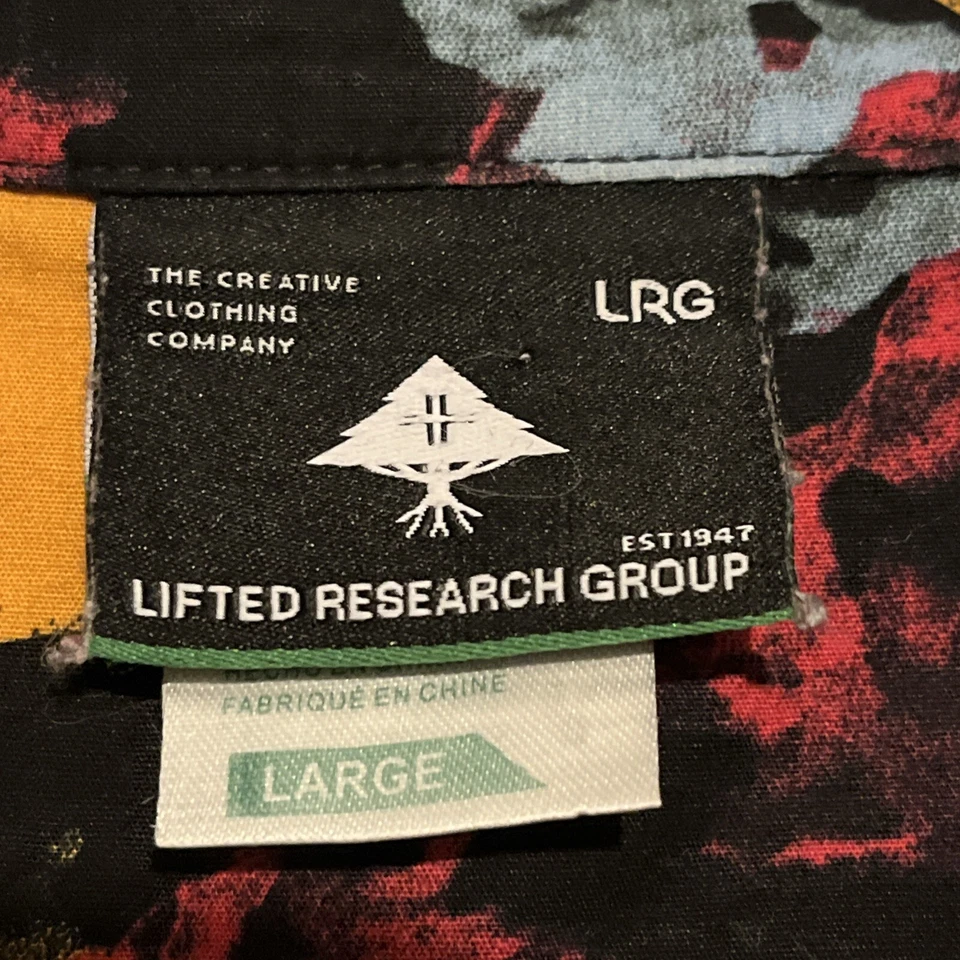 THE CREATIVE
CLOTHING
COMPANY
LRG
EST 1947
LIFTED RESEARCH GROUP
FABRIQUÉ EN CHINE
LARGE